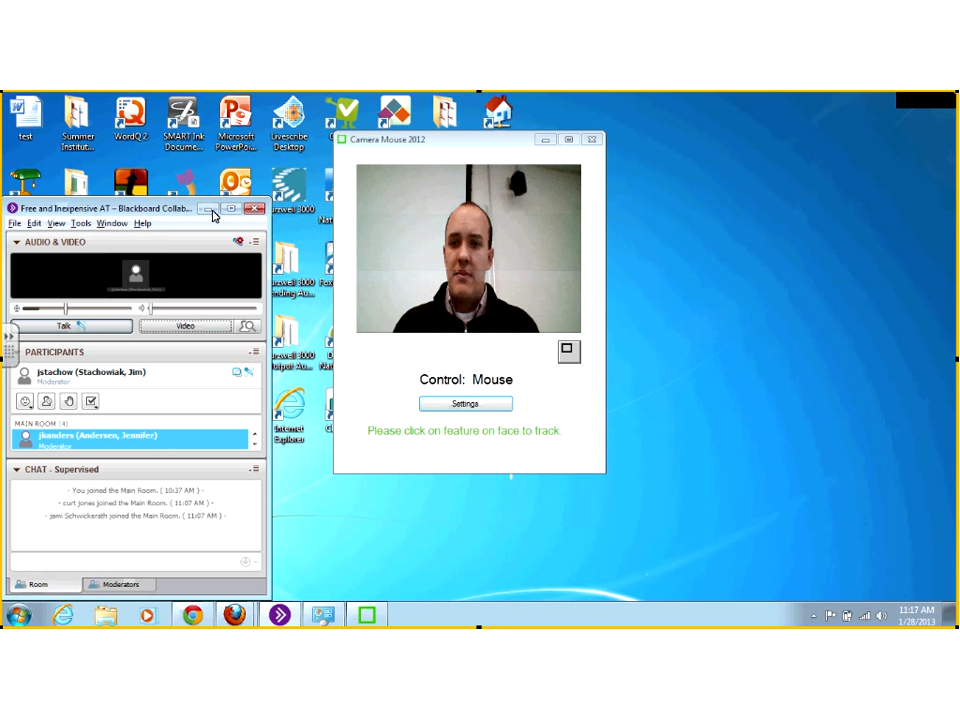 test
Summer Institut...
WordQ 2
SMART Ink Docume...
Microsoft PowerPoi...
Livescribe Desktop
Camera Mouse 2012
Free and Inexpensive AT – Blackboard Collab...
File Edit View Tools Window Help
AUDIO & VIDEO
Talk
Video
PARTICIPANTS
jstachow (Stachowiak, Jim)
Moderator
MAIN ROOM (4)
jkanders (Andersen, Jennifer)
Moderator
CHAT - Supervised
- You joined the Main Room. ( 10:37 AM ) -
- curt jones joined the Main Room. ( 11:07 AM ) -
- jami Schwickerath joined the Main Room. ( 11:07 AM ) -
Room
Moderators
Internet Explorer
Control: Mouse
Settings
Please click on feature on face to track.
11:17 AM
1/28/2013